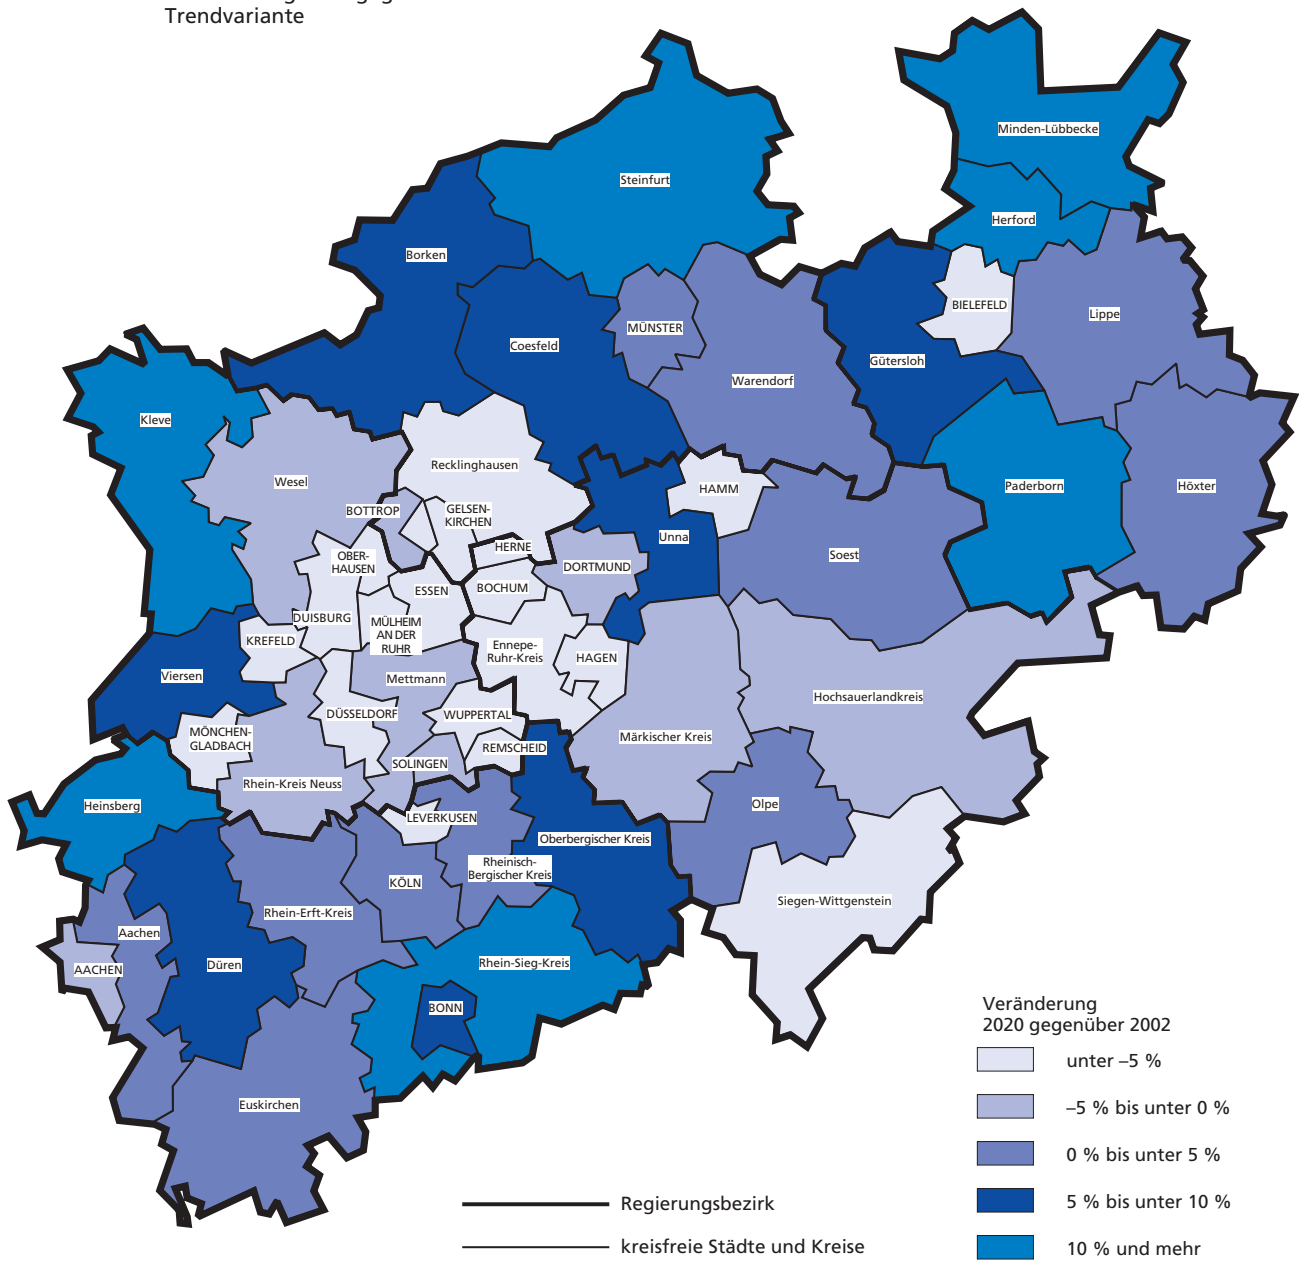 Trendvariante
Minden-Lübbecke
Steinfurt
Herford
Borken
BIELEFELD
Lippe
MÜNSTER
Coesfeld
Gütersloh
Warendorf
Kleve
Recklinghausen
Wesel
HAMM
Paderborn
Höxter
BOTTROP
GELSEN-
KIRCHEN
Unna
HERNE
Soest
OBER-
HAUSEN
DORTMUND
ESSEN
BOCHUM
DUISBURG
MÜLHEIM
AN DER
RUHR
KREFELD
Ennepe-
Ruhr-Kreis
HAGEN
Viersen
Mettmann
Hochsauerlandkreis
DÜSSELDORF
WUPPERTAL
MÖNCHEN-
GLADBACH
Märkischer Kreis
REMSCHEID
SOLINGEN
Rhein-Kreis Neuss
Heinsberg
Olpe
LEVERKUSEN
Oberbergischer Kreis
Rheinisch-
Bergischer Kreis
KÖLN
Siegen-Wittgenstein
Rhein-Erft-Kreis
Aachen
AACHEN
Düren
Rhein-Sieg-Kreis
BONN
Euskirchen
Veränderung
2020 gegenüber 2002
unter –5 %
–5 % bis unter 0 %
0 % bis unter 5 %
5 % bis unter 10 %
10 % und mehr
Regierungsbezirk
kreisfreie Städte und Kreise